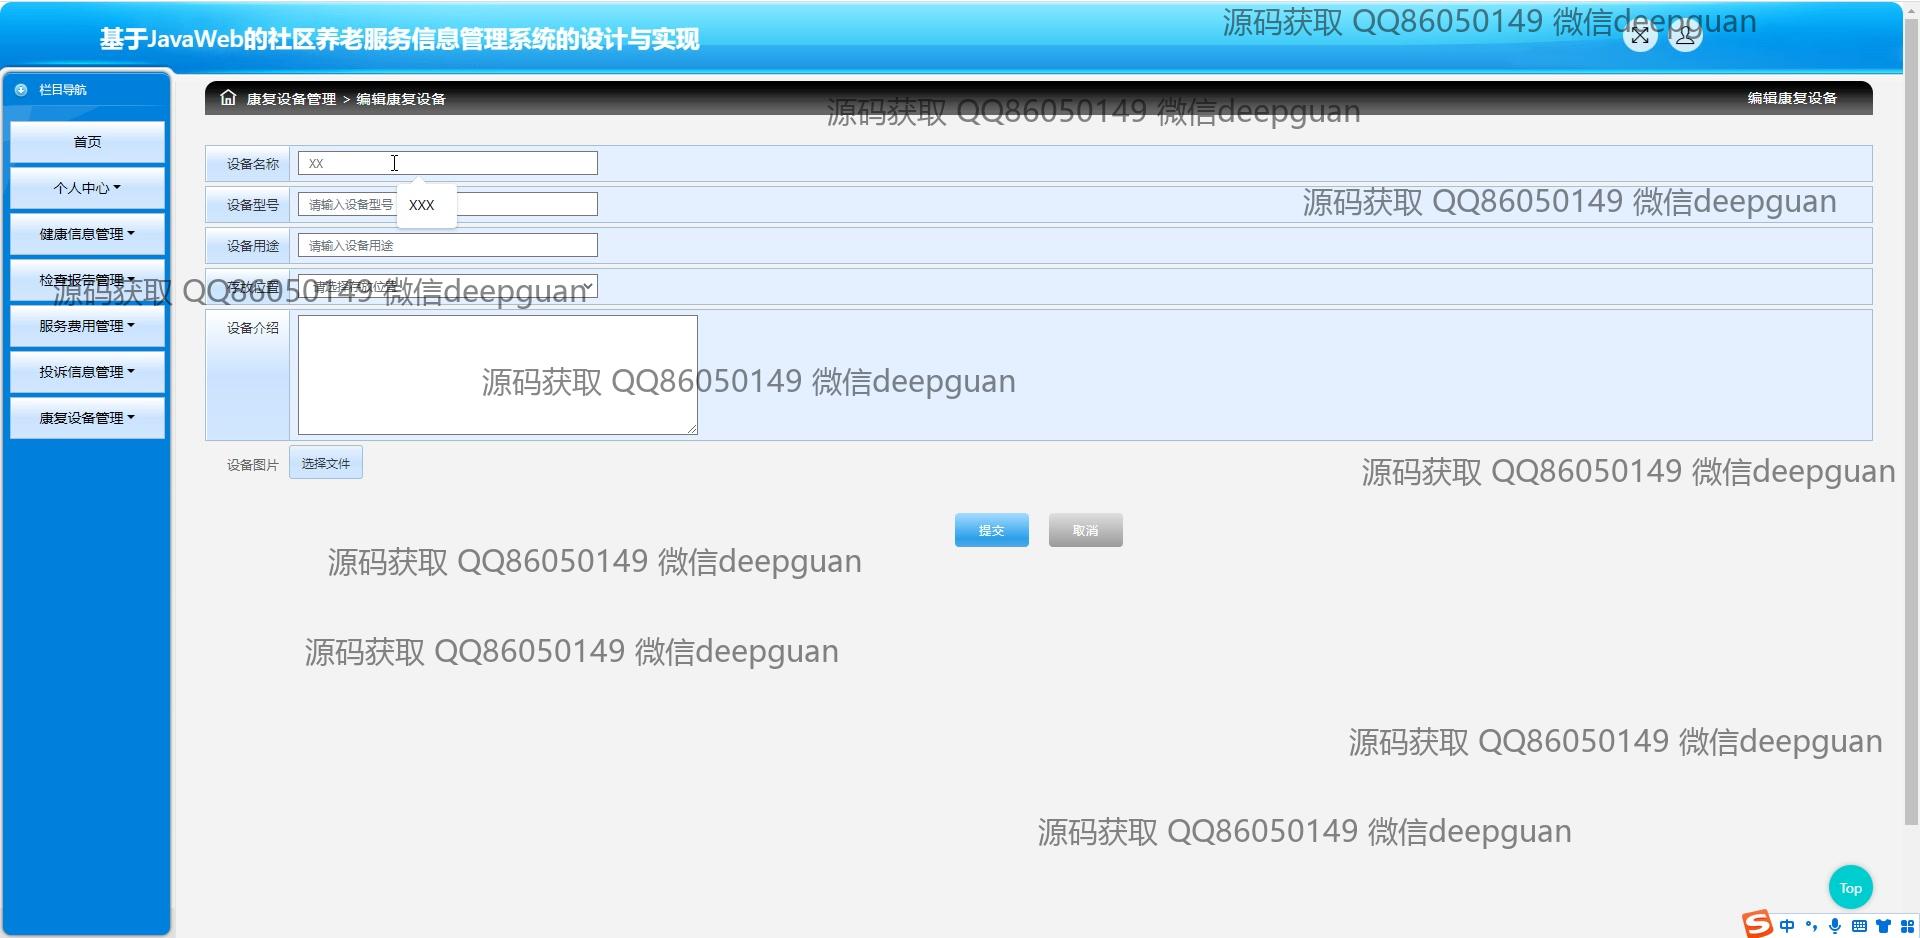 源码获取 QQ86050149 微信deepguan
基于JavaWeb的社区养老服务信息管理系统的设计与实现
栏目导航
康复设备管理 > 编辑康复设备
编辑康复设备
源码获取 QQ86050149 微信deepguan
首页
个人中心
健康信息管理
检查报告管理
服务费用管理
投诉信息管理
康复设备管理
设备名称 XX
XXX
设备型号 请输入设备型号
源码获取 QQ86050149 微信deepguan
设备用途 请输入设备用途
存放位置 请选择存放位置
源码获取 QQ86050149 微信deepguan
设备介绍
源码获取 QQ86050149 微信deepguan
设备图片 选择文件
源码获取 QQ86050149 微信deepguan
提交 取消
源码获取 QQ86050149 微信deepguan
源码获取 QQ86050149 微信deepguan
源码获取 QQ86050149 微信deepguan
源码获取 QQ86050149 微信deepguan
Top
S 中